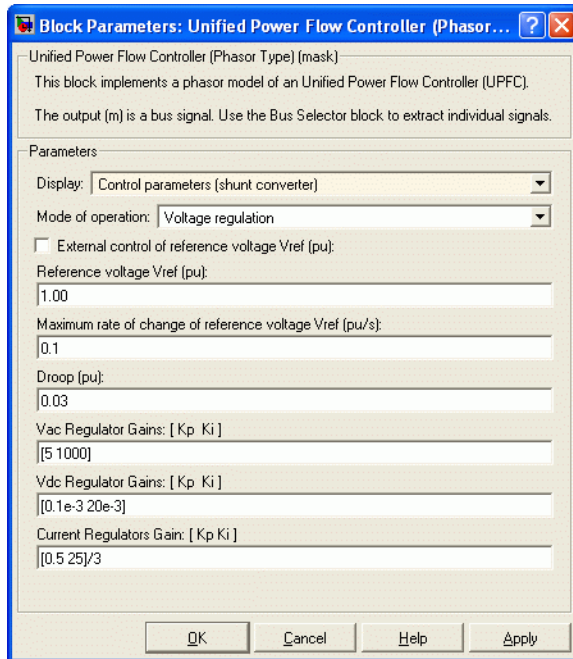 Block Parameters: Unified Power Flow Controller (Phasor...
Unified Power Flow Controller (Phasor Type) (mask)
This block implements a phasor model of an Unified Power Flow Controller (UPFC).
The output (m) is a bus signal. Use the Bus Selector block to extract individual signals.
Parameters
Display: Control parameters (shunt converter)
Mode of operation: Voltage regulation
External control of reference voltage Vref (pu):
Reference voltage Vref (pu):
1.00
Maximum rate of change of reference voltage Vref (pu/s):
0.1
Droop (pu):
0.03
Vac Regulator Gains: [ Kp Ki ]
[5 1000]
Vdc Regulator Gains: [ Kp Ki ]
[0.1e-3 20e-3]
Current Regulators Gain: [ Kp Ki ]
[0.5 25]/3
OK Cancel Help Apply